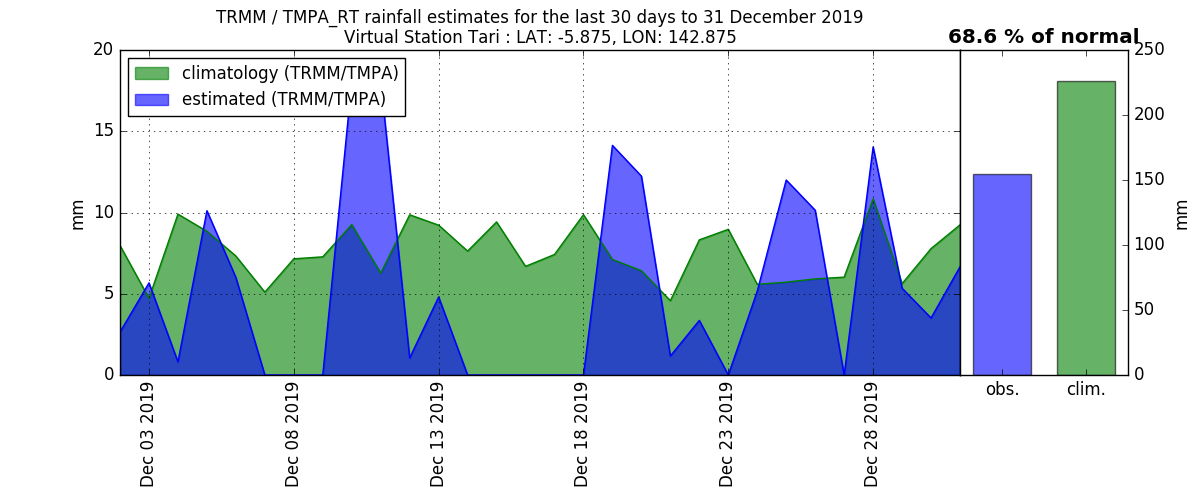 TRMM / TMPA_RT rainfall estimates for the last 30 days to 31 December 2019
Virtual Station Tari : LAT: -5.875, LON: 142.875
68.6 % of normal
climatology (TRMM/TMPA)
estimated (TRMM/TMPA)
20
15
10
5
0
mm
Dec 03 2019
Dec 08 2019
Dec 13 2019
Dec 18 2019
Dec 23 2019
Dec 28 2019
250
200
150
100
50
0
mm
obs.
clim.